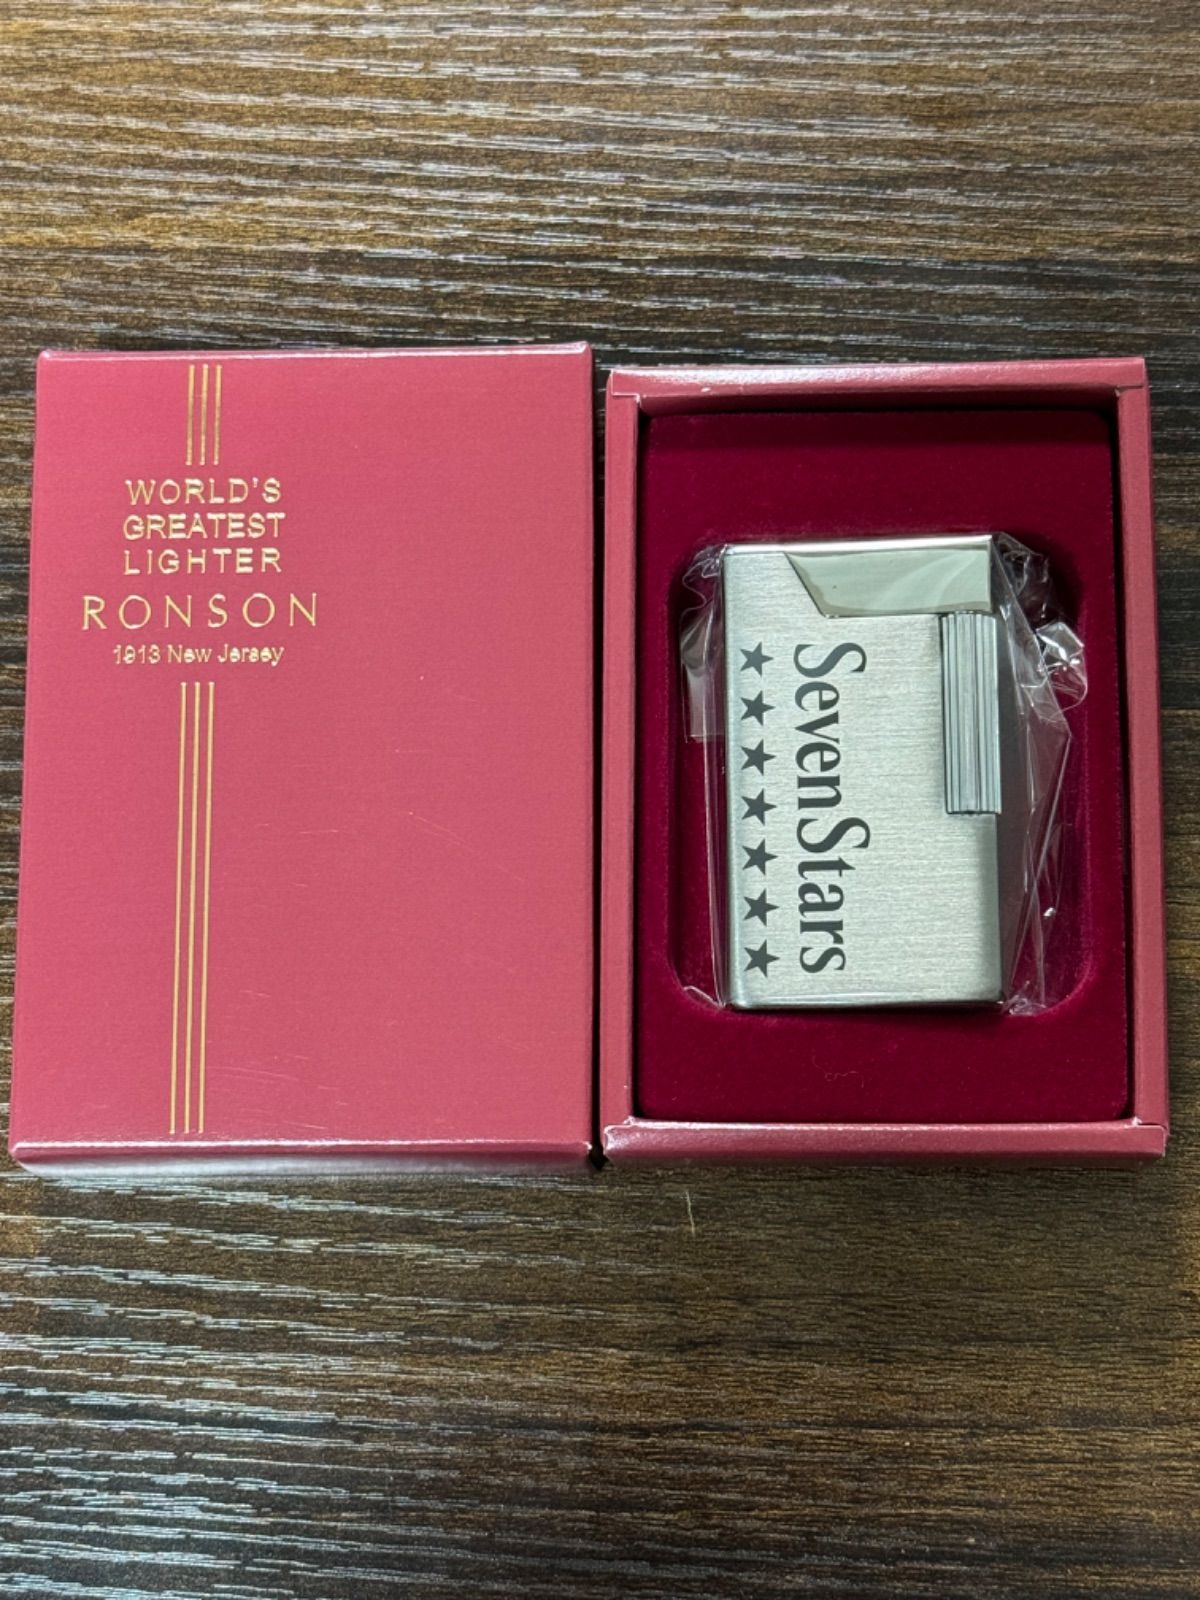 WORLD'S
GREATEST
LIGHTER
RONSON
1913 New Jersey
SevenStars
★★★★★★★